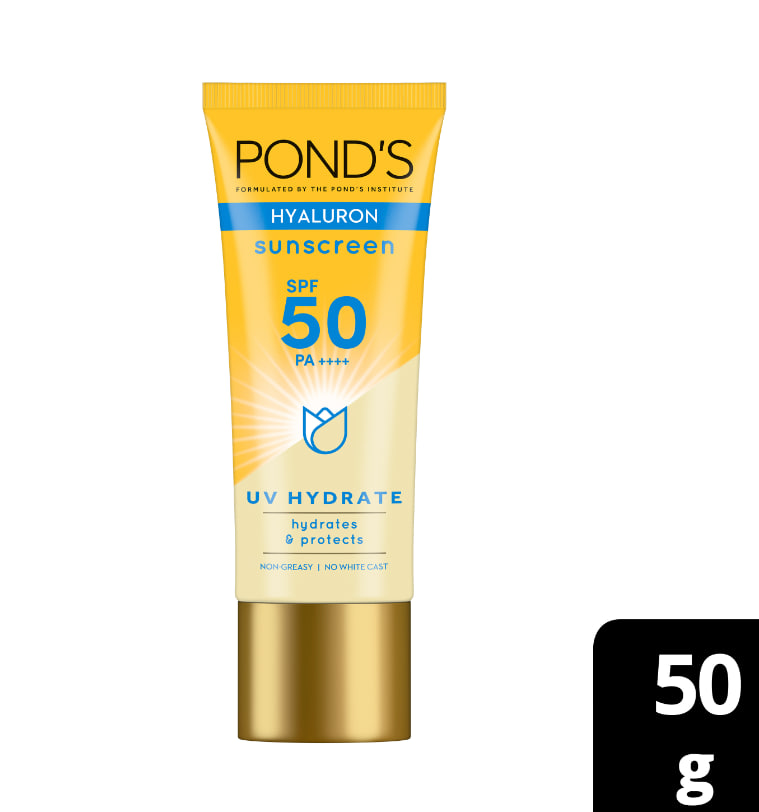 POND'S
FORMULATED BY THE POND'S INSTITUTE
HYALURON
sunscreen
SPF
50
PA ++++
UV HYDRATE
hydrates
& protects
NON-GREASY | NO WHITE CAST
50
g